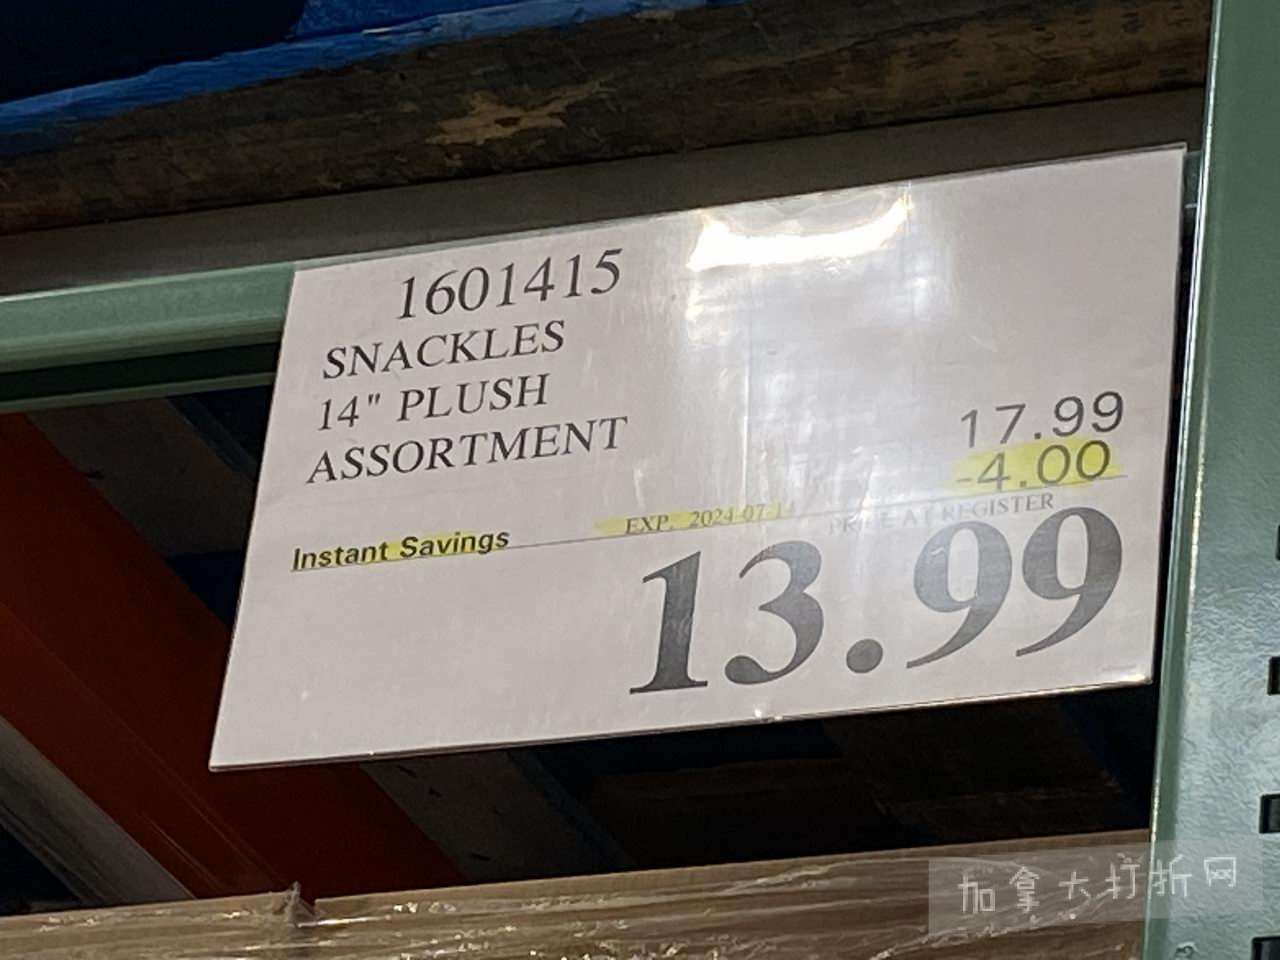 1601415
SNACKLES
14" PLUSH
ASSORTMENT
17.99
-4.00
Instant Savings
EXP. 2024-07-14
PRICE AT REGISTER
13.99
加拿大打折网